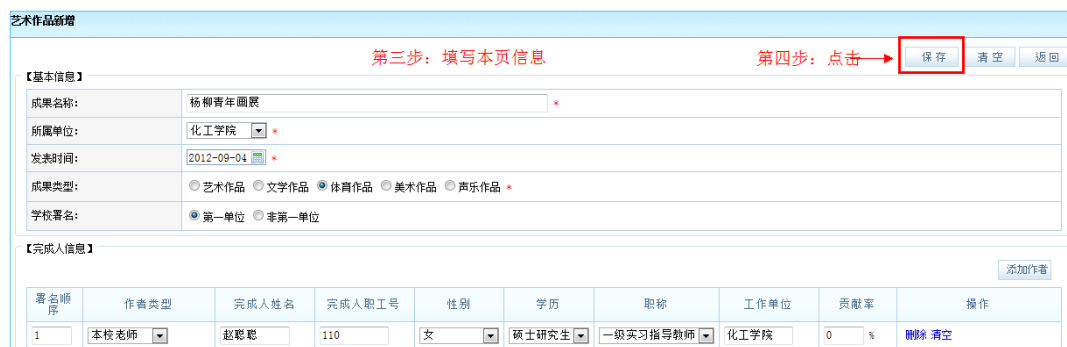 艺术作品新增
第三步：填写本页信息 第四步：点击 保存 清空 返回
【基本信息】
成果名称： 杨柳青年画展 *
所属单位： 化工学院 *
发表时间： 2012-09-04 *
成果类型： 艺术作品 文学作品 体育作品 美术作品 声乐作品 *
学校署名： 第一单位 非第一单位
【完成人信息】
添加作者
署名顺序 作者类型 完成人姓名 完成人职工号 性别 学历 职称 工作单位 贡献率 操作
1 本校老师 赵聪聪 110 女 硕士研究生 一级实习指导教师 化工学院 0 % 删除 清空